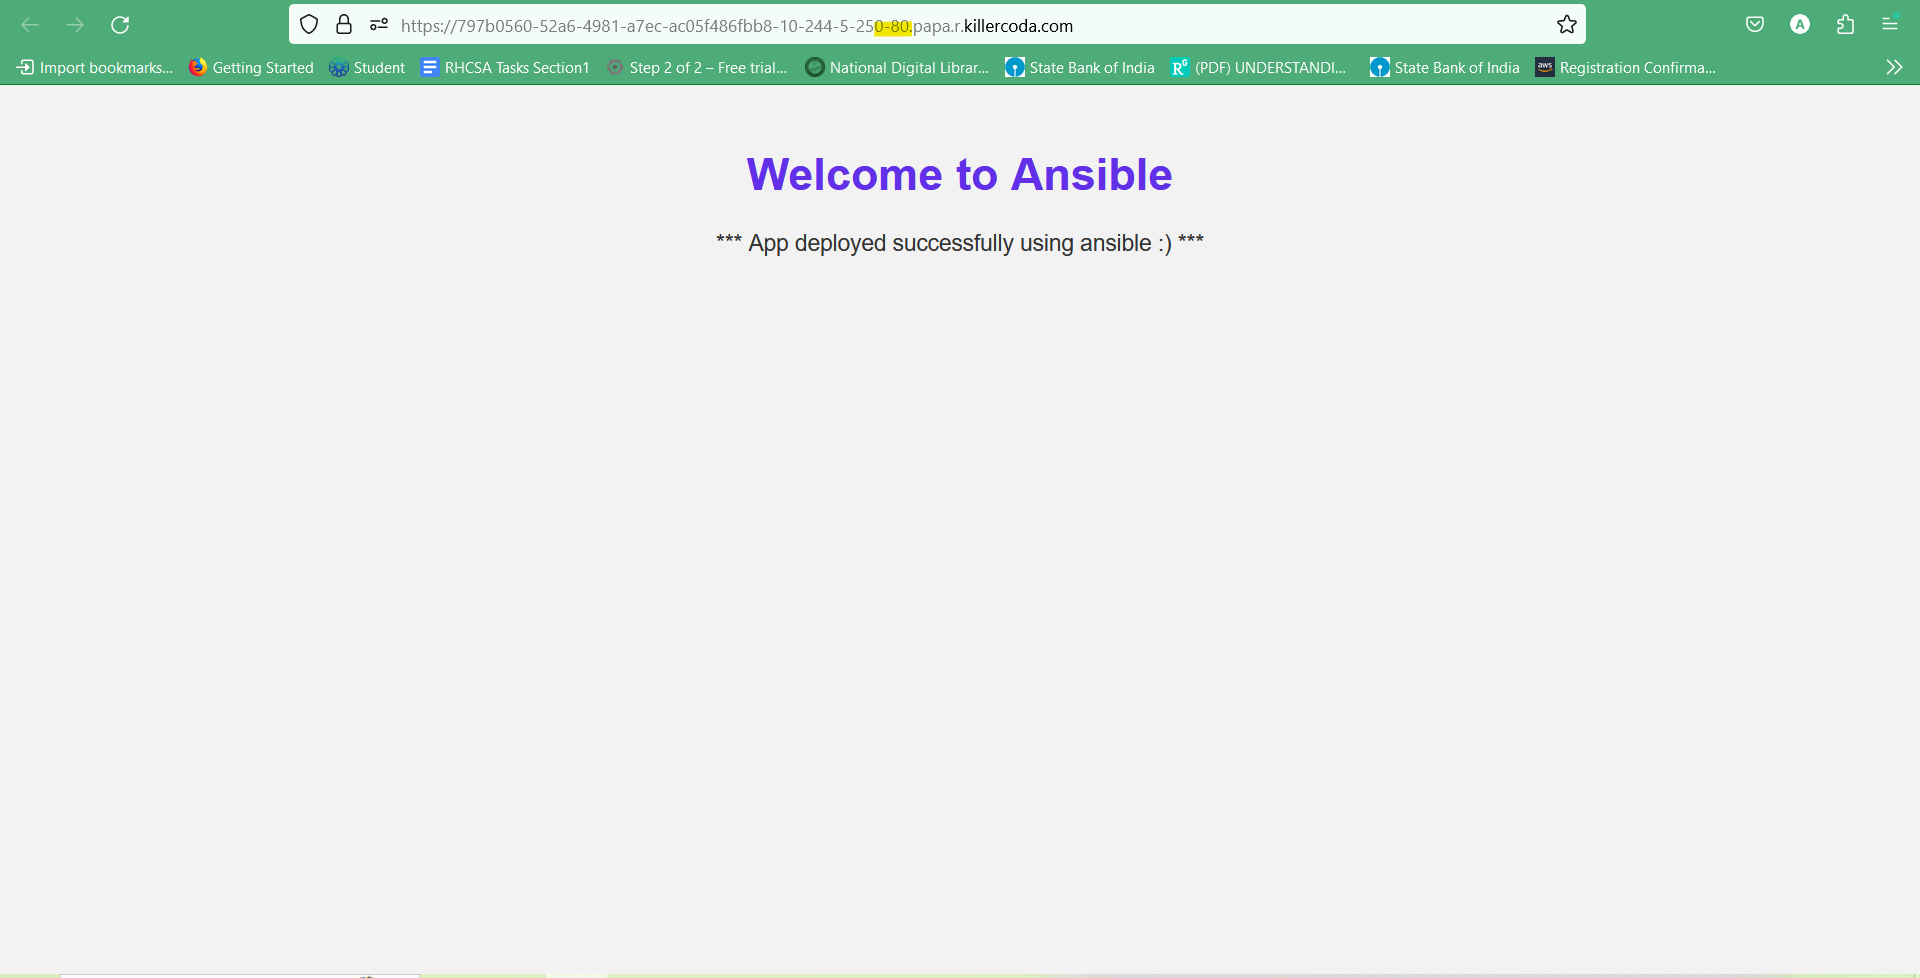 https://797b0560-52a6-4981-a7ec-ac05f486fbb8-10-244-5-250-80.papa.r.killercoda.com
A
Import bookmarks... Getting Started Student RHCSA Tasks Section1 Step 2 of 2 – Free trial... National Digital Librar... State Bank of India R^G (PDF) UNDERSTANDI... State Bank of India aws Registration Confirma...
Welcome to Ansible
*** App deployed successfully using ansible :) ***